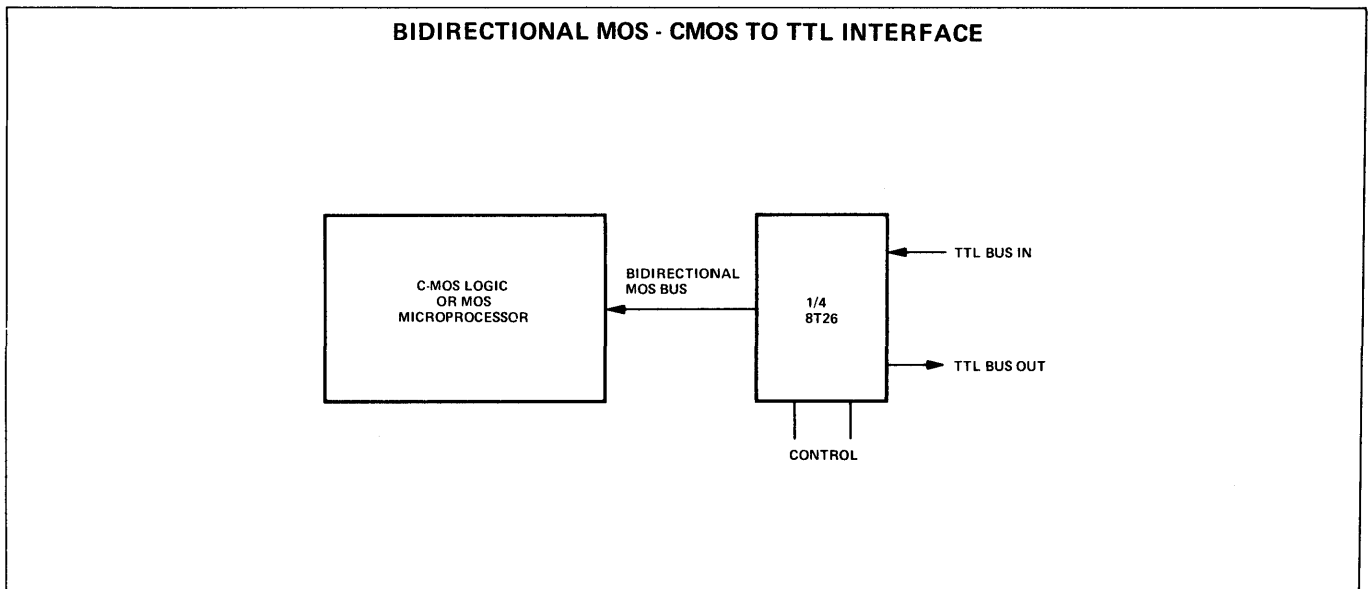 BIDIRECTIONAL MOS - CMOS TO TTL INTERFACE
C-MOS LOGIC
OR MOS
MICROPROCESSOR
BIDIRECTIONAL
MOS BUS
1/4
8T26
TTL BUS IN
TTL BUS OUT
CONTROL